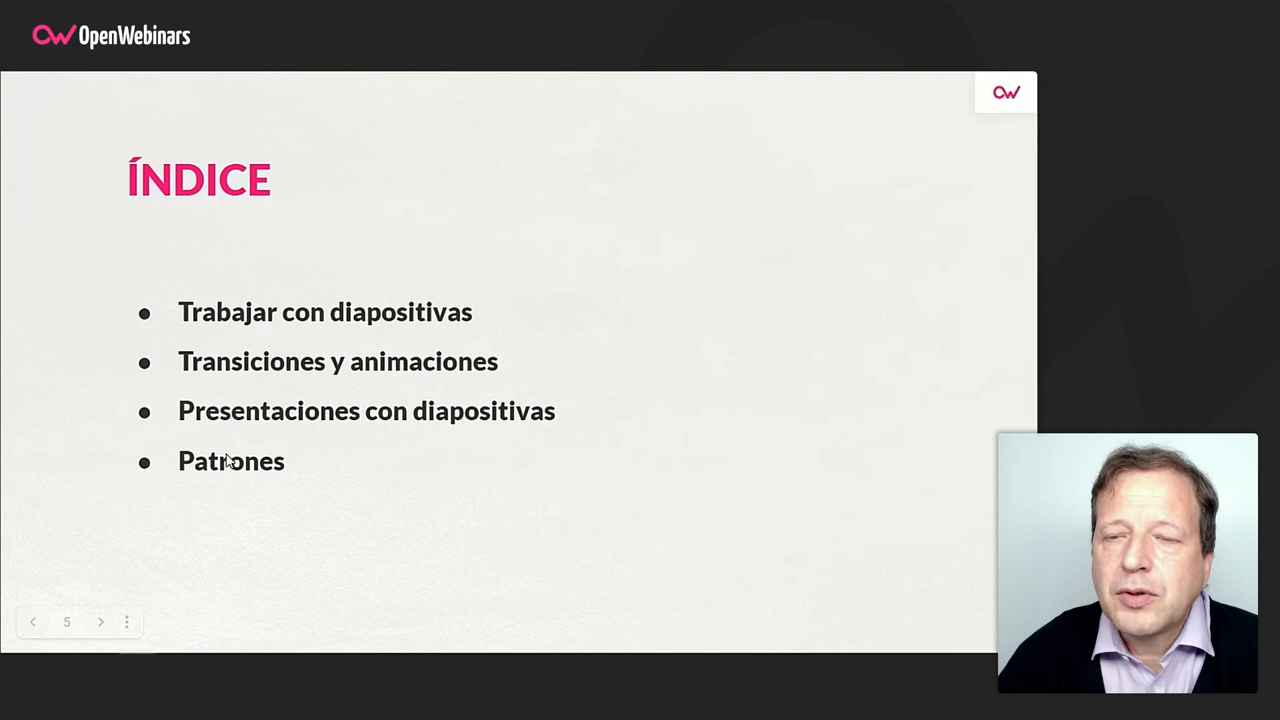 OpenWebinars
ÍNDICE
● Trabajar con diapositivas
● Transiciones y animaciones
● Presentaciones con diapositivas
● Patrones
5